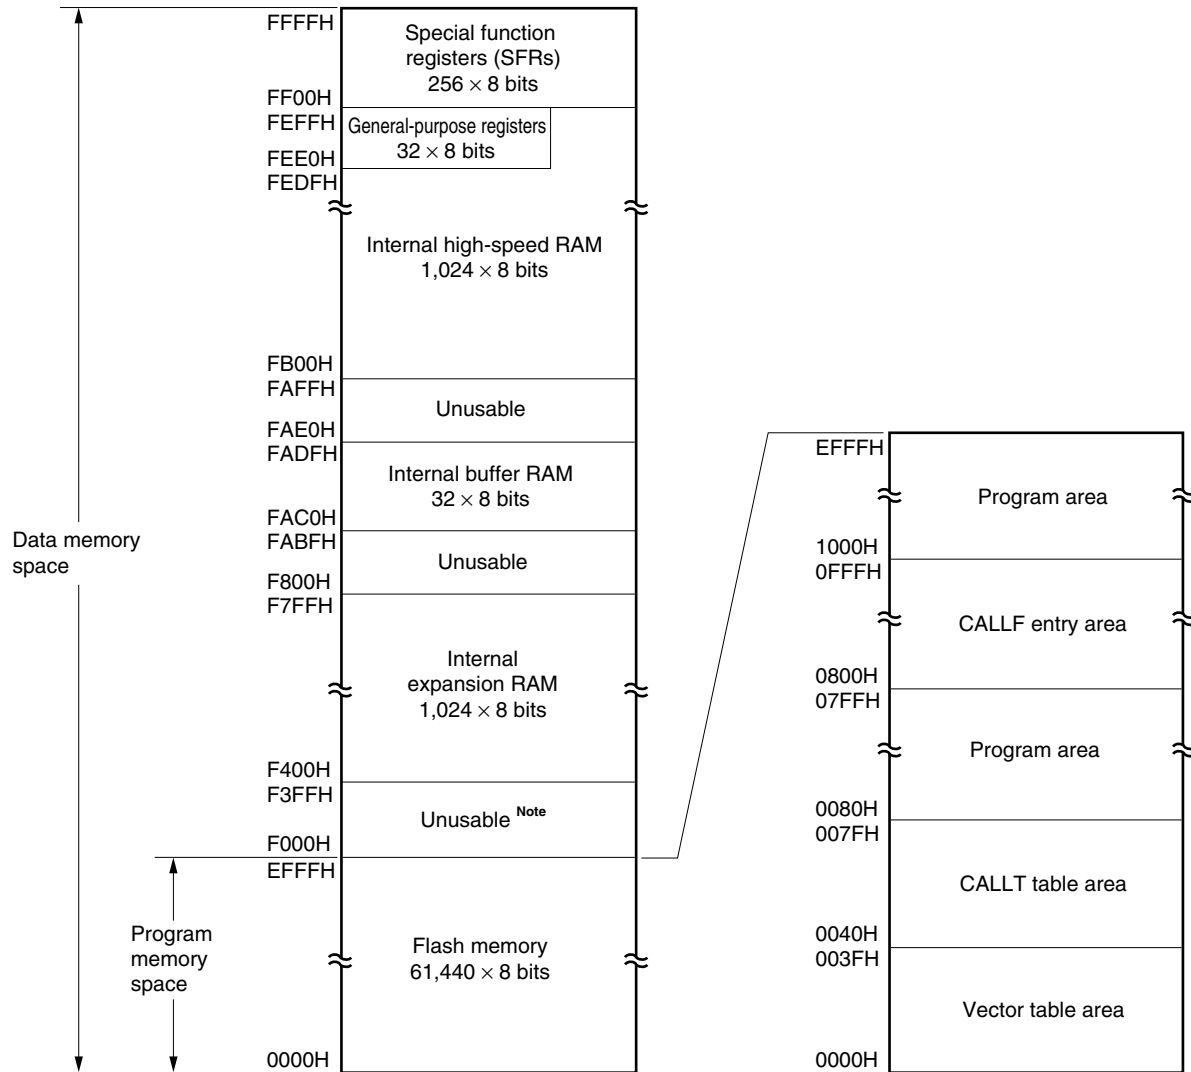 FFFFH
Special function
registers (SFRs)
256 × 8 bits
FF00H
FEFFH
General-purpose registers
32 × 8 bits
FEE0H
FEDFH
Internal high-speed RAM
1,024 × 8 bits
FB00H
FAFFH
Unusable
FAE0H
FADFH
Internal buffer RAM
32 × 8 bits
FAC0H
FABFH
Unusable
F800H
F7FFH
Internal
expansion RAM
1,024 × 8 bits
F400H
F3FFH
Unusable Note
F000H
EFFFH
Flash memory
61,440 × 8 bits
0000H
Data memory
space
Program
memory
space
EFFFH
Program area
1000H
0FFFH
CALLF entry area
0800H
07FFH
Program area
0080H
007FH
CALLT table area
0040H
003FH
Vector table area
0000H